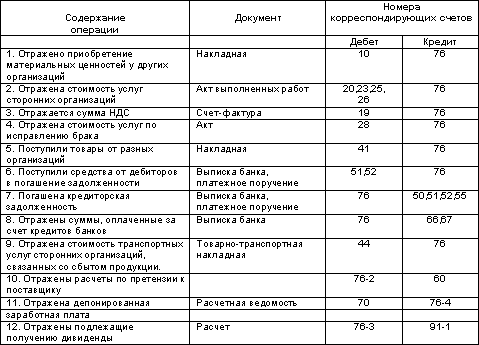 Содержание
операции
Документ
Номера
корреспондирующих счетов
Дебет
Кредит
1. Отражено приобретение
материальных ценностей у других
организаций
Накладная
10
76
2. Отражена стоимость услуг
сторонних организаций
Акт выполненных работ
20,23,25,
26
76
3. Отражается сумма НДС
Счет-фактура
19
76
4. Отражена стоимость услуг по
исправлению брака
Акт
28
76
5. Поступили товары от разных
организаций
Накладная
41
76
6. Поступили средства от дебиторов
в погашение задолженности
Выписка банка,
платежное поручение
51,52
76
7. Погашена кредиторская
задолженность
Выписка банка,
платежное поручение
76
50,51,52,55
8. Отражены суммы, оплаченные за
счет кредитов банков
Выписка банка
76
66,67
9. Отражена стоимость транспортных
услуг сторонних организаций,
связанных со сбытом продукции.
Товарно-транспортная
накладная
44
76
10. Отражены расчеты по претензии к
поставщику
76-2
60
11. Отражена депонированная
заработная плата
Расчетная ведомость
70
76-4
12. Отражены подлежащие
получению дивиденды
Расчет
76-3
91-1